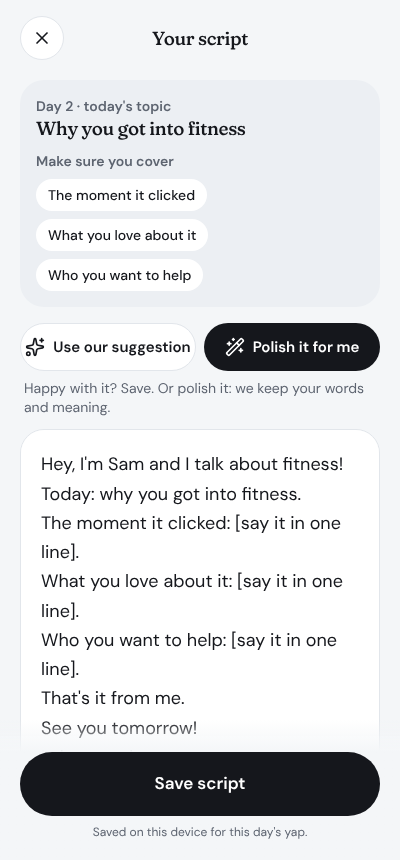 Your script
Day 2 · today's topic
Why you got into fitness
Make sure you cover
The moment it clicked
What you love about it
Who you want to help
Use our suggestion
Polish it for me
Happy with it? Save. Or polish it: we keep your words
and meaning.
Hey, I'm Sam and I talk about fitness!
Today: why you got into fitness.
The moment it clicked: [say it in one
line].
What you love about it: [say it in one
line].
Who you want to help: [say it in one
line].
That's it from me.
See you tomorrow!
Save script
Saved on this device for this day's yap.